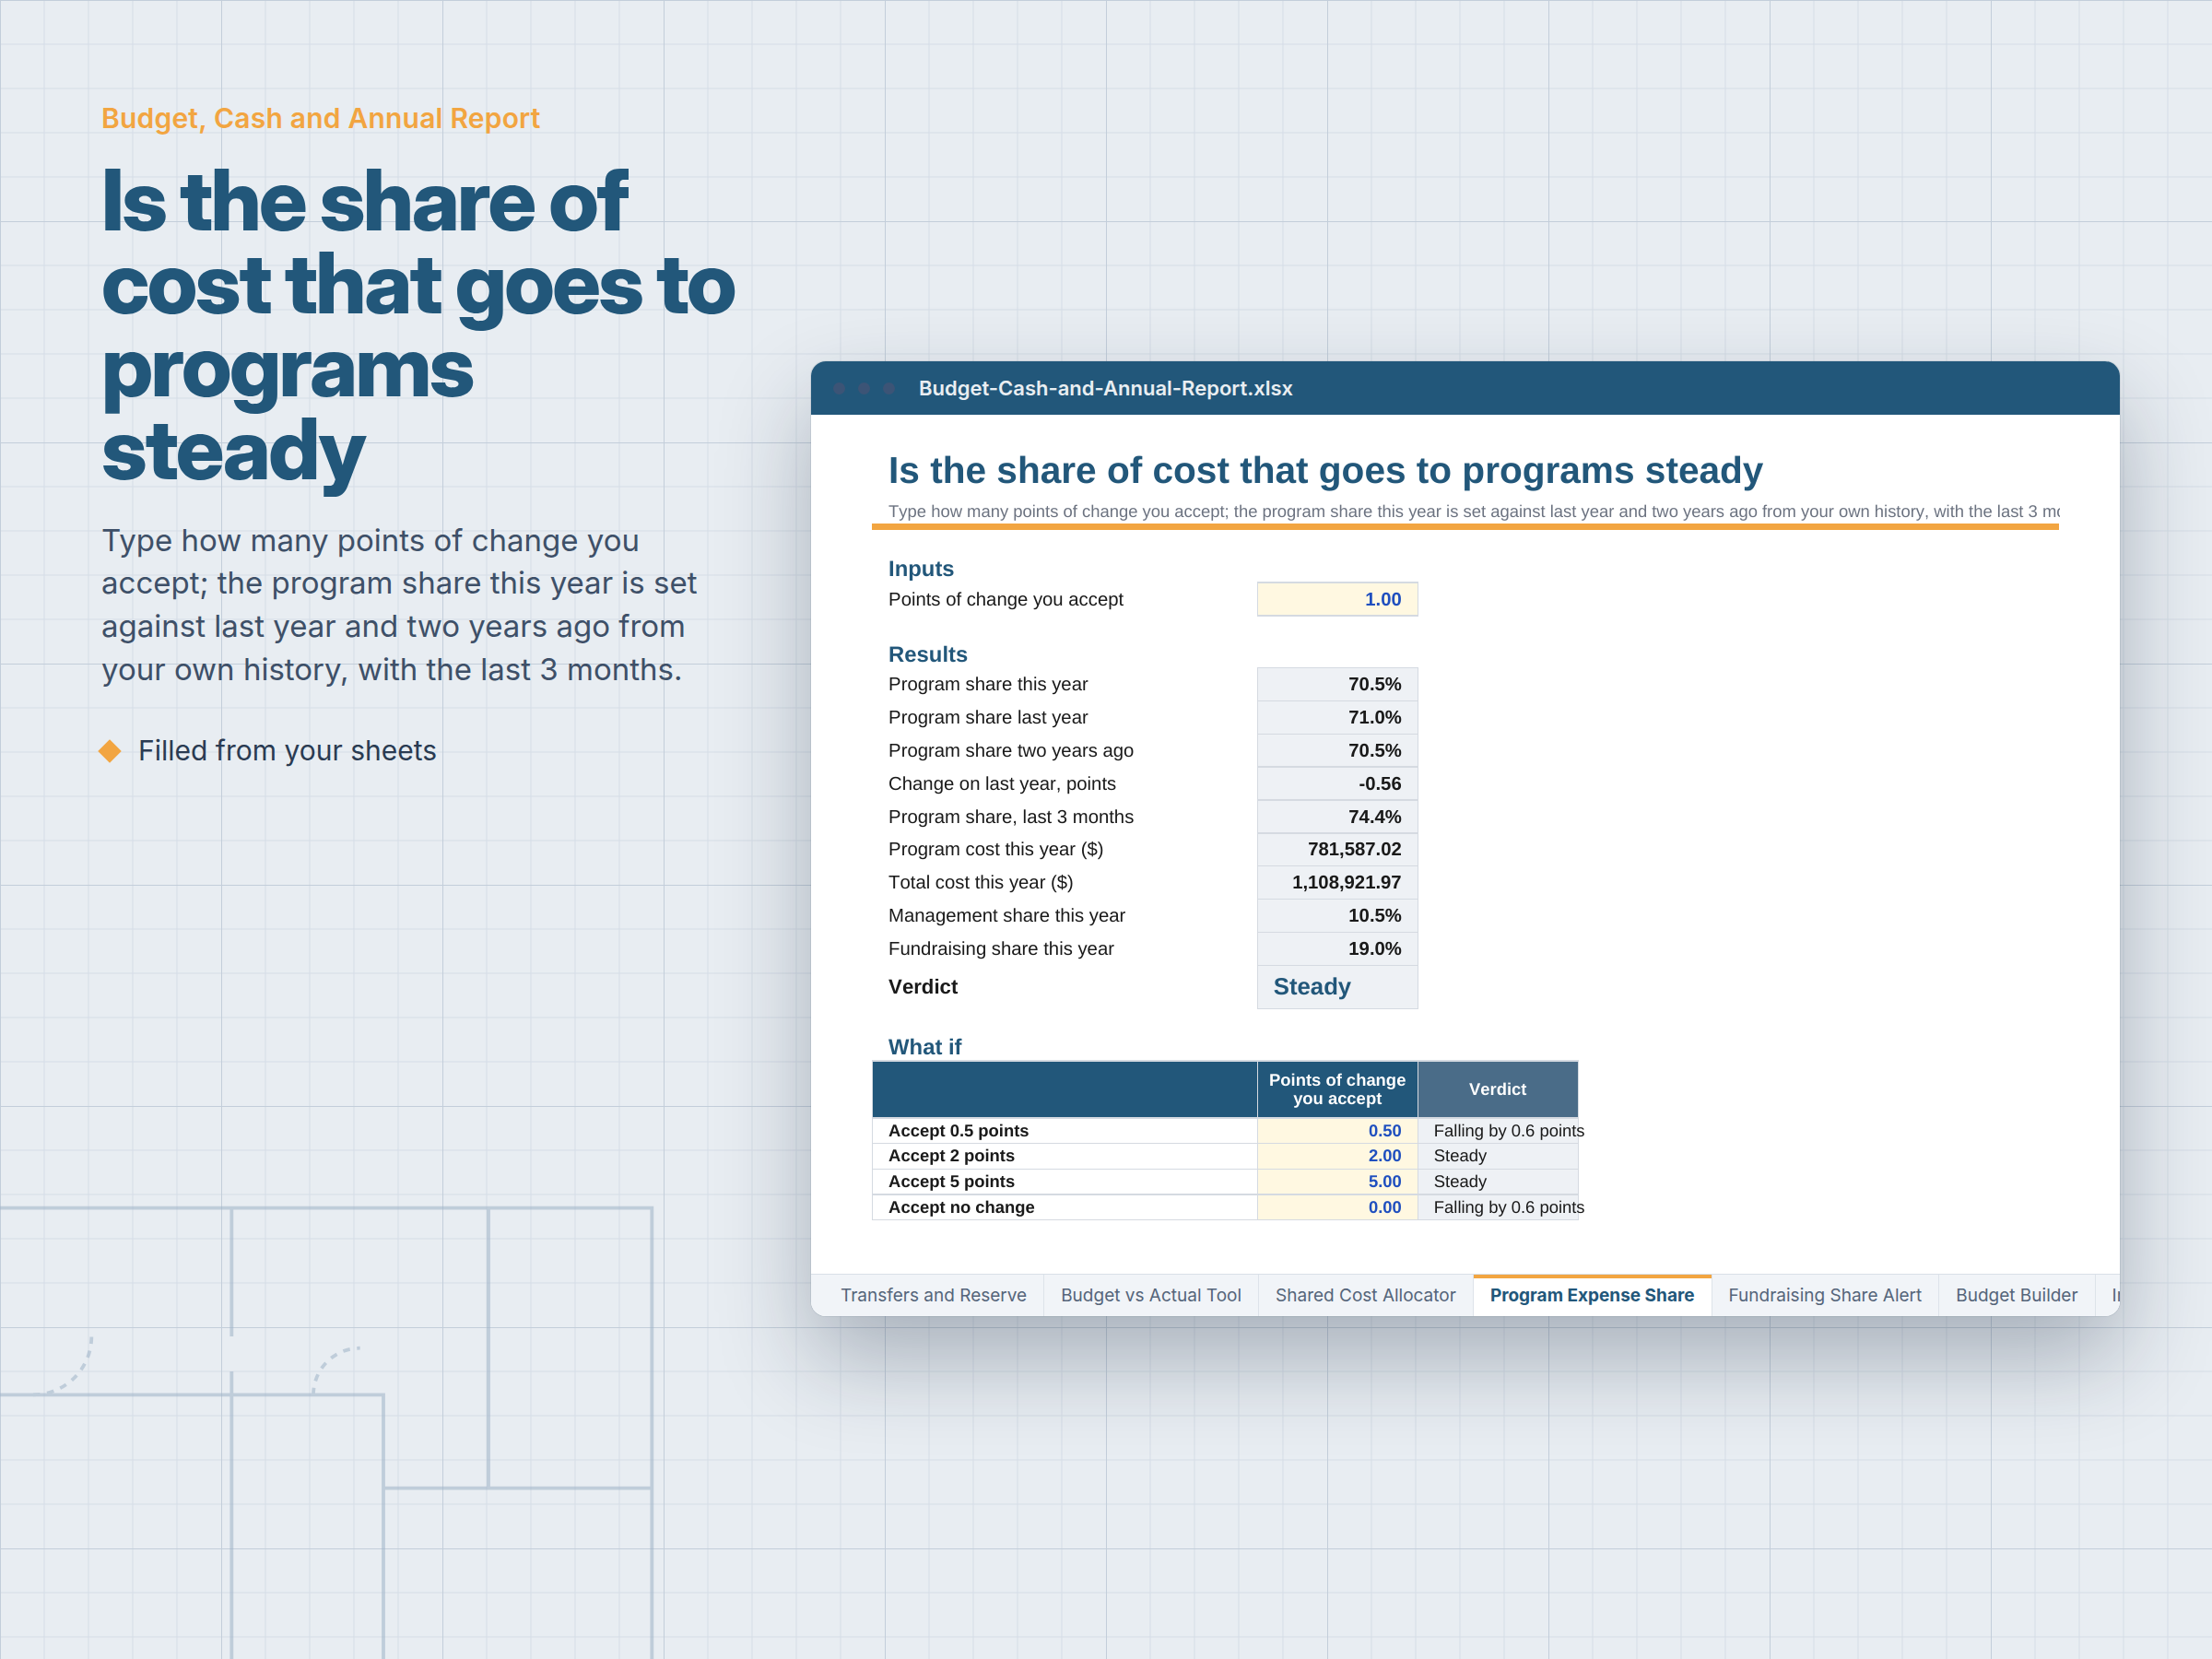 Budget, Cash and Annual Report
Is the share of
cost that goes to
programs
steady
Type how many points of change you
accept; the program share this year is set
against last year and two years ago from
your own history, with the last 3 months.
Filled from your sheets
Budget-Cash-and-Annual-Report.xlsx
Is the share of cost that goes to programs steady
Type how many points of change you accept; the program share this year is set against last year and two years ago from your own history, with the last 3
Inputs
Points of change you accept 1.00
Results
Program share this year 70.5%
Program share last year 71.0%
Program share two years ago 70.5%
Change on last year, points -0.56
Program share, last 3 months 74.4%
Program cost this year ($) 781,587.02
Total cost this year ($) 1,108,921.97
Management share this year 10.5%
Fundraising share this year 19.0%
Verdict Steady
What if
Points of change
you accept
Verdict
Accept 0.5 points 0.50 Falling by 0.6 points
Accept 2 points 2.00 Steady
Accept 5 points 5.00 Steady
Accept no change 0.00 Falling by 0.6 points
Transfers and Reserve Budget vs Actual Tool Shared Cost Allocator Program Expense Share Fundraising Share Alert Budget Builder